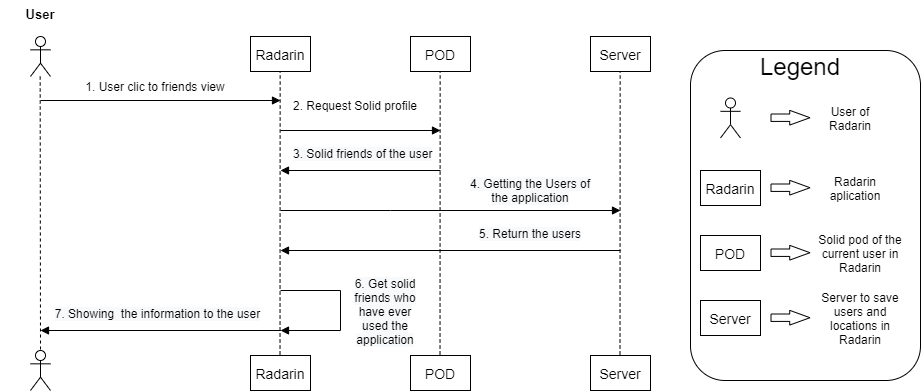 User
Radarin
POD
Server
1. User clic to friends view
2. Request Solid profile
3. Solid friends of the user
4. Getting the Users of
the application
5. Return the users
6. Get solid
friends who
have ever
used the
application
7. Showing the information to the user
Radarin
POD
Server
Legend
User of
Radarin
Radarin
Radarin
aplication
POD
Solid pod of the
current user in
Radarin
Server
Server to save
users and
locations in
Radarin